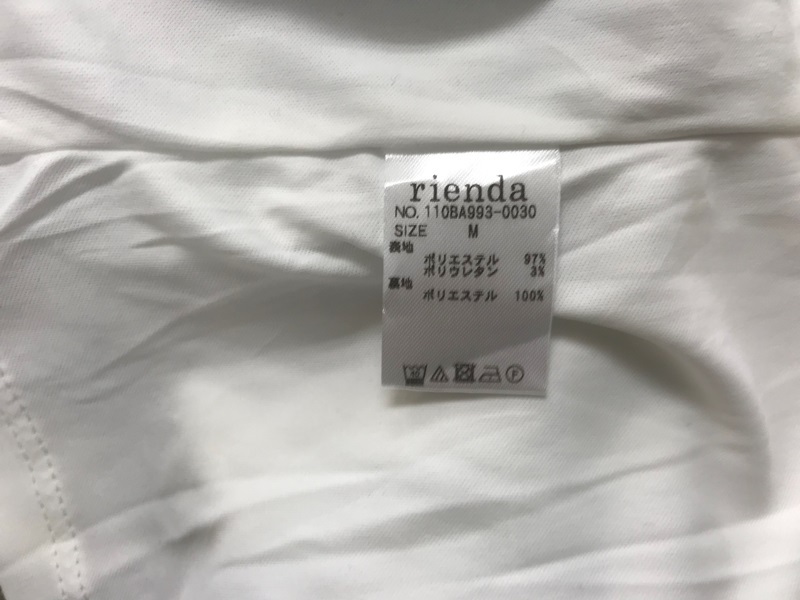 rienda
NO. 110BA993-0030
SIZE M
表地
ポリエステル 97%
ポリウレタン 3%
裏地
ポリエステル 100%